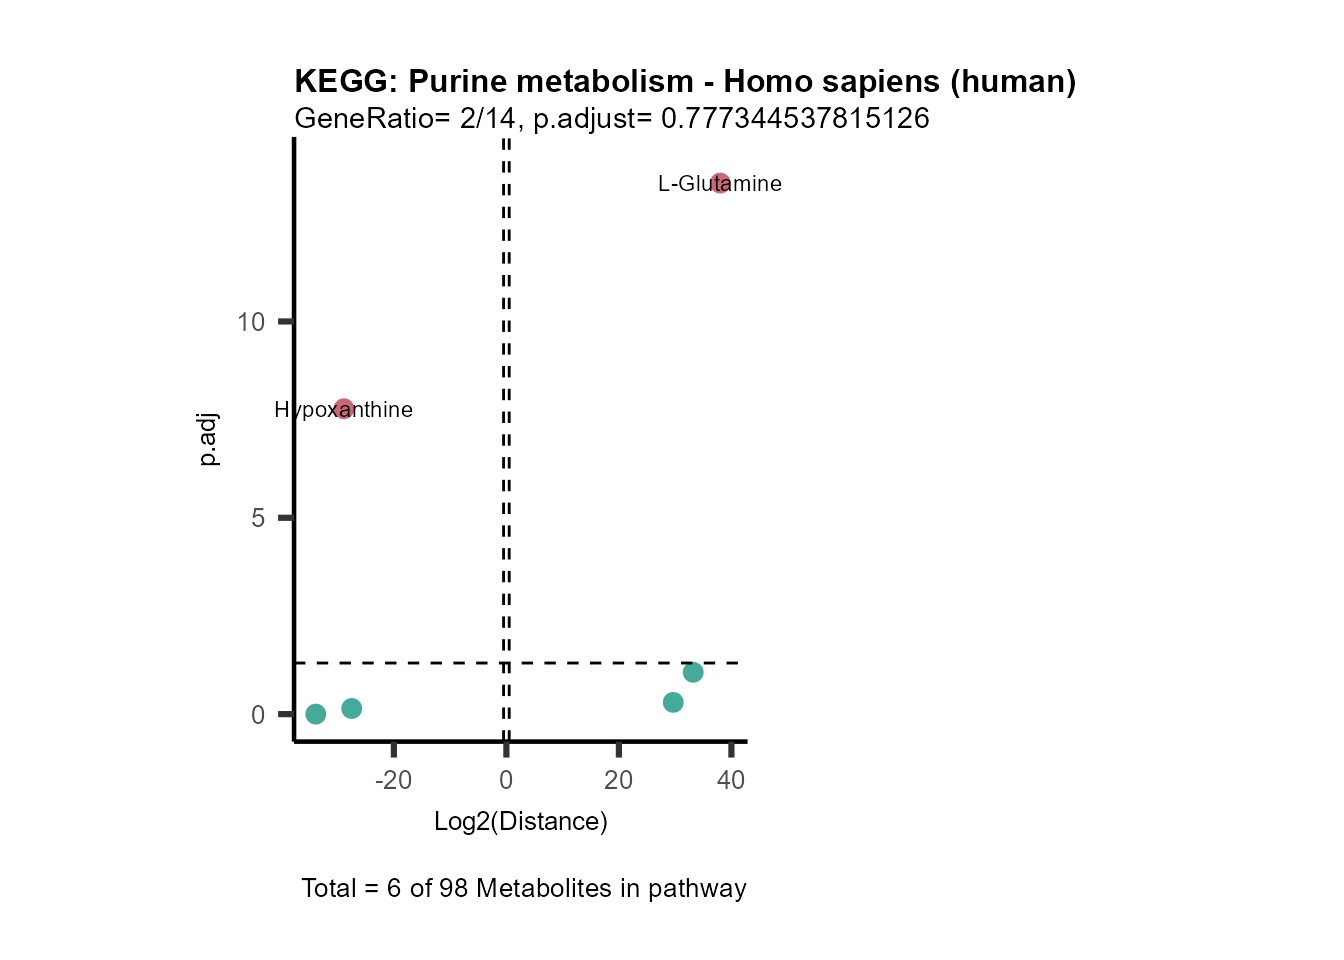 KEGG: Purine metabolism - Homo sapiens (human)
GeneRatio= 2/14, p.adjust= 0.777344537815126
L-Glutamine
10
Hypoxanthine
p.adj
5
0
-20 0 20 40
Log2(Distance)
Total = 6 of 98 Metabolites in pathway